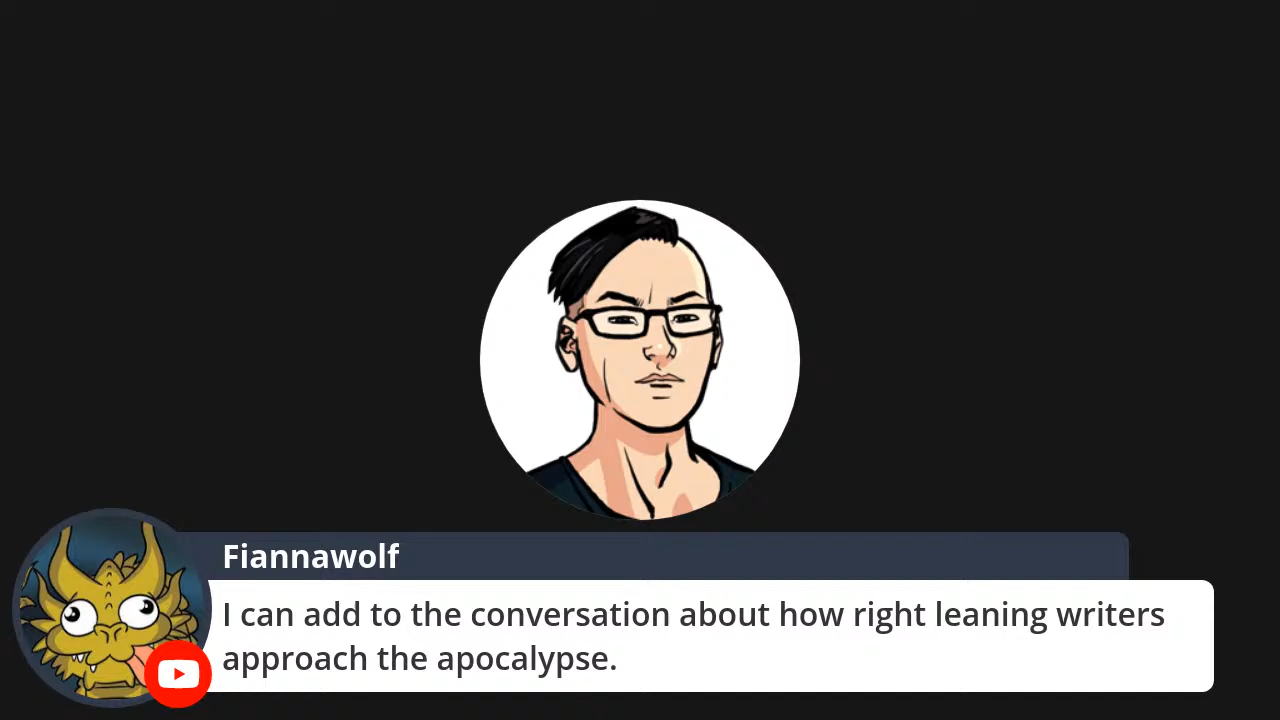 Fiannawolf
I can add to the conversation about how right leaning writers
approach the apocalypse.